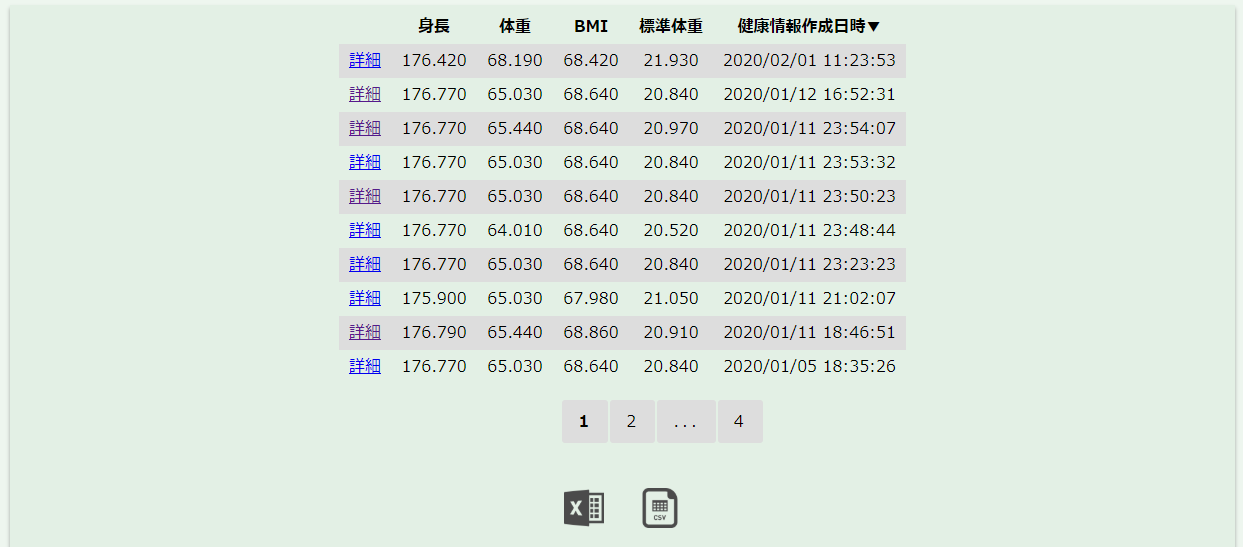 身長 体重 BMI 標準体重 健康情報作成日時▼
詳細 176.420 68.190 68.420 21.930 2020/02/01 11:23:53
詳細 176.770 65.030 68.640 20.840 2020/01/12 16:52:31
詳細 176.770 65.440 68.640 20.970 2020/01/11 23:54:07
詳細 176.770 65.030 68.640 20.840 2020/01/11 23:53:32
詳細 176.770 65.030 68.640 20.840 2020/01/11 23:50:23
詳細 176.770 64.010 68.640 20.520 2020/01/11 23:48:44
詳細 176.770 65.030 68.640 20.840 2020/01/11 23:23:23
詳細 175.900 65.030 67.980 21.050 2020/01/11 21:02:07
詳細 176.790 65.440 68.860 20.910 2020/01/11 18:46:51
詳細 176.770 65.030 68.640 20.840 2020/01/05 18:35:26
1 2 ... 4
X CSV